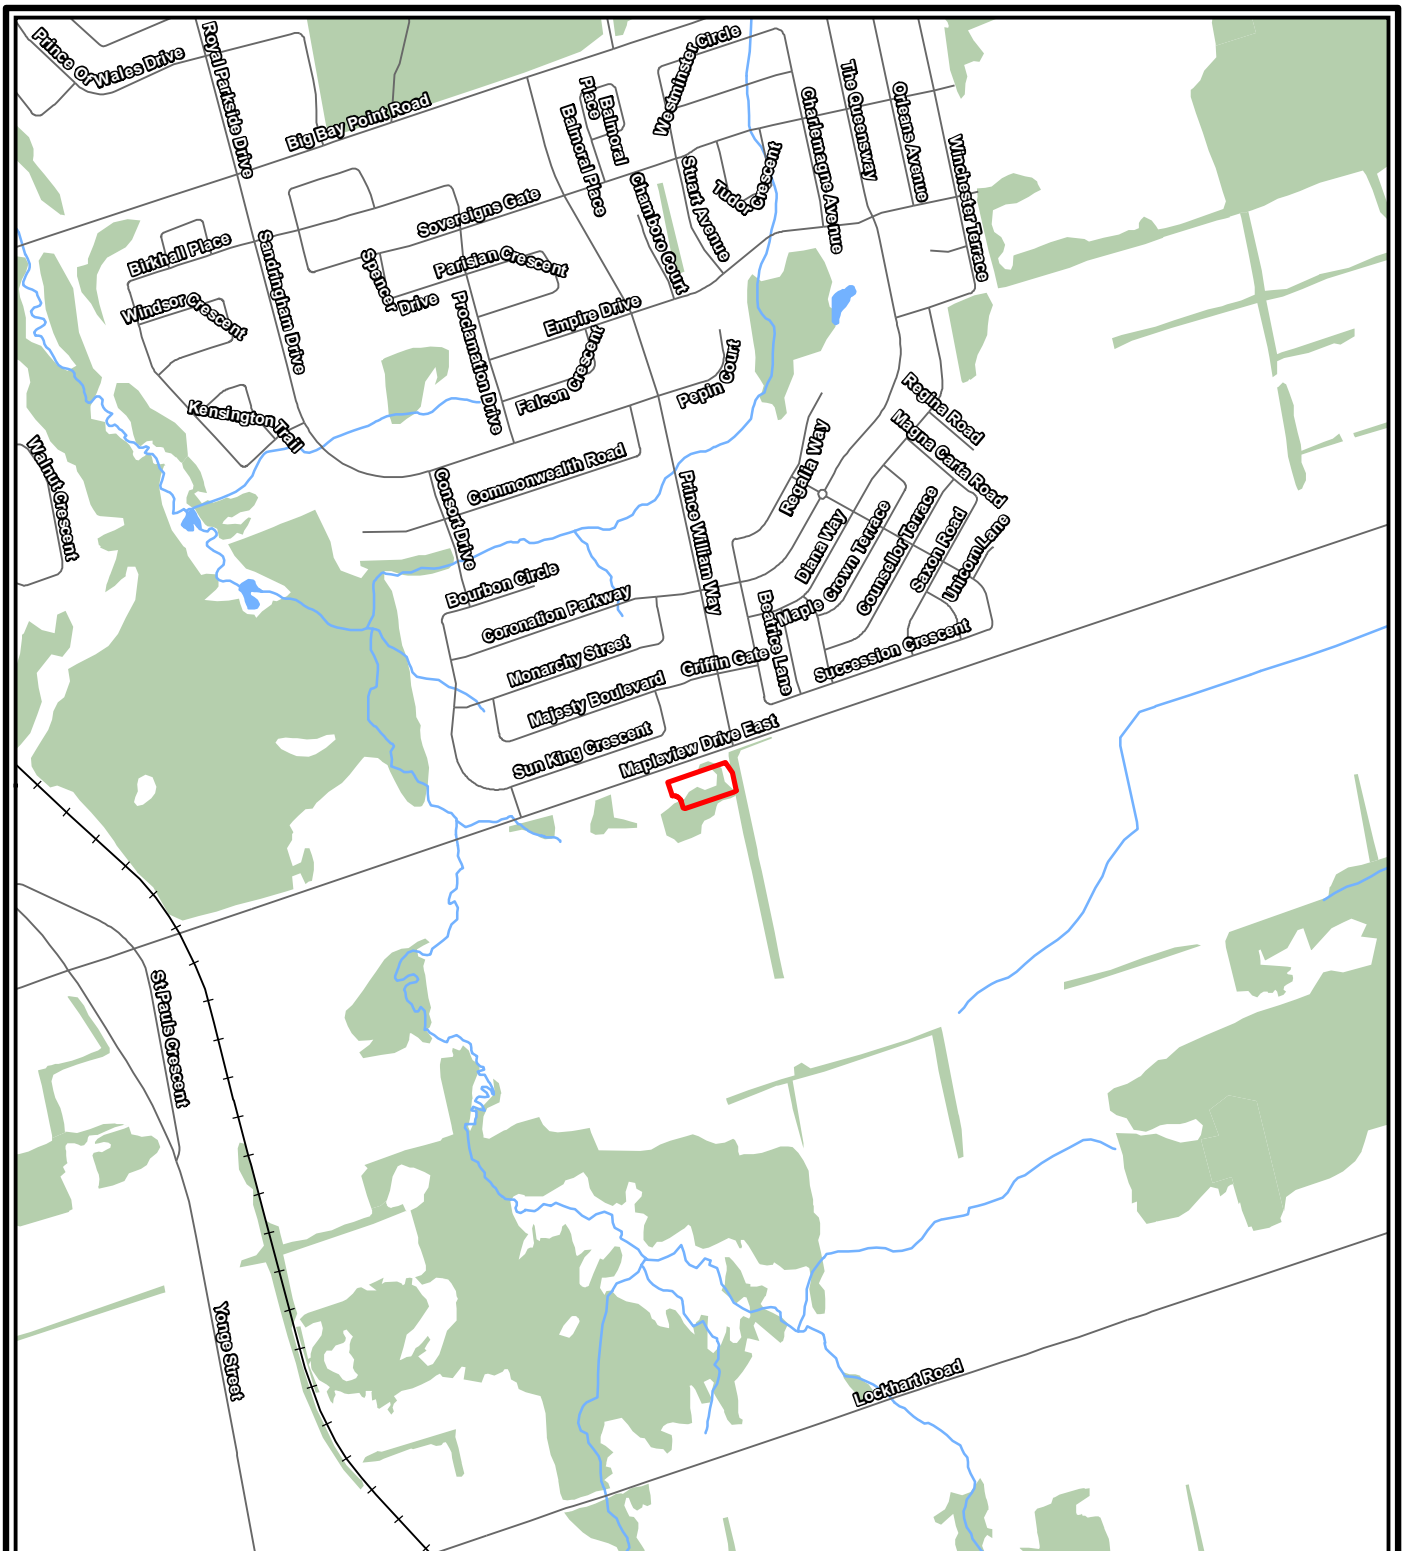 Prince Of Wales Drive
Royal Parkside Drive
Big Bay Point Road
Balmoral Place
Balmoral
Place
Westminster Circle
Charlemagne Avenue
The Queensway
Orleans Avenue
Winchester Terrace
Stuart Avenue
Tudor Crescent
Chamboro Court
Sovereigns Gate
Birkhall Place
Sandringham Drive
Spencer Drive
Parisian Crescent
Windsor Crescent
Proclamation Drive
Empire Drive
Falcon Crescent
Pepin Court
Kensington Trail
Walnut Crescent
Regina Road
Magna Carta Road
Regalia Way
Commonwealth Road
Consort Drive
Prince William Way
Diana Way
Maple Crown Terrace
Counsellor Terrace
Saxon Road
Unicorn Lane
Bourbon Circle
Coronation Parkway
Beatrice Lane
Monarchy Street
Griffin Gate
Succession Crescent
Majesty Boulevard
Sun King Crescent
Mapleview Drive East
St Pauls Crescent
Yonge Street
Lockhart Road